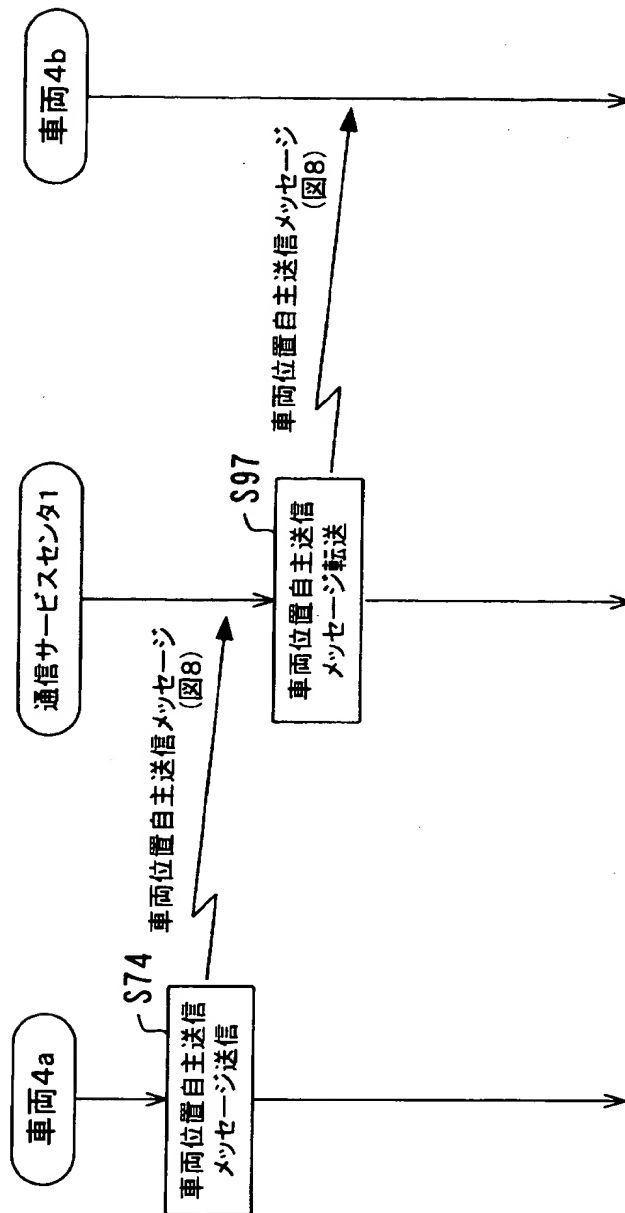 車両4a
通信サービスセンタ1
車両4b
S74
車両位置自主送信
メッセージ送信
車両位置自主送信メッセージ
(図8)
S97
車両位置自主送信
メッセージ転送
車両位置自主送信メッセージ
(図8)